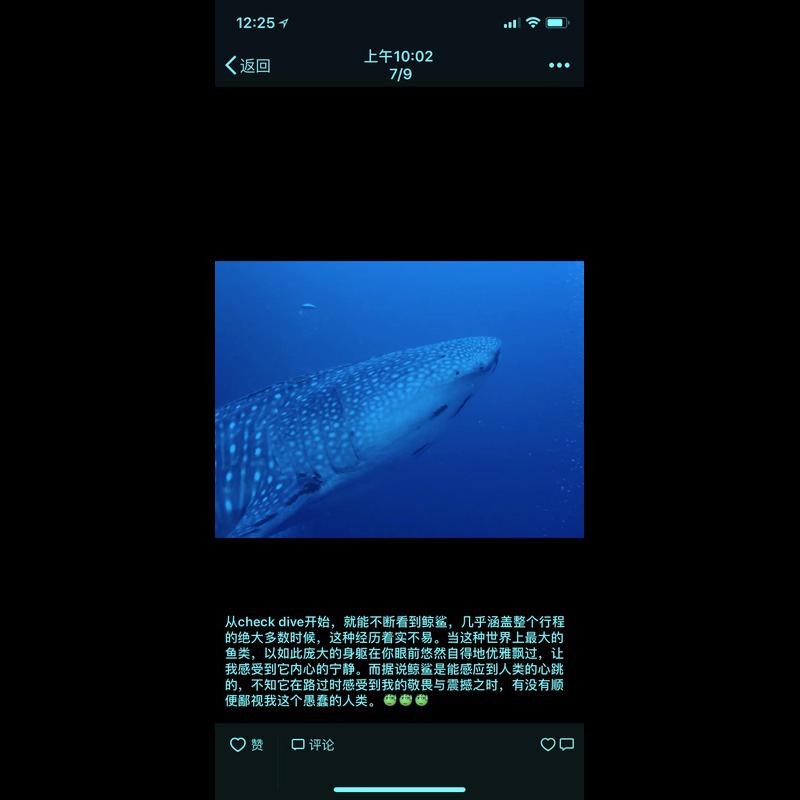 12:25
返回
上午10:02
7/9
从check dive开始，就能不断看到鲸鲨，几乎涵盖整个行程
的绝大多数时候，这种经历着实不易。当这种世界上最大的
鱼类，以如此庞大的身躯在你眼前悠然自得地优雅飘过，让
我感受到它内心的宁静。而据说鲸鲨是能感应到人类的心跳
的，不知它在路过时感受到我的敬畏与震撼之时，有没有顺
便鄙视我这个愚蠢的人类。
赞
评论